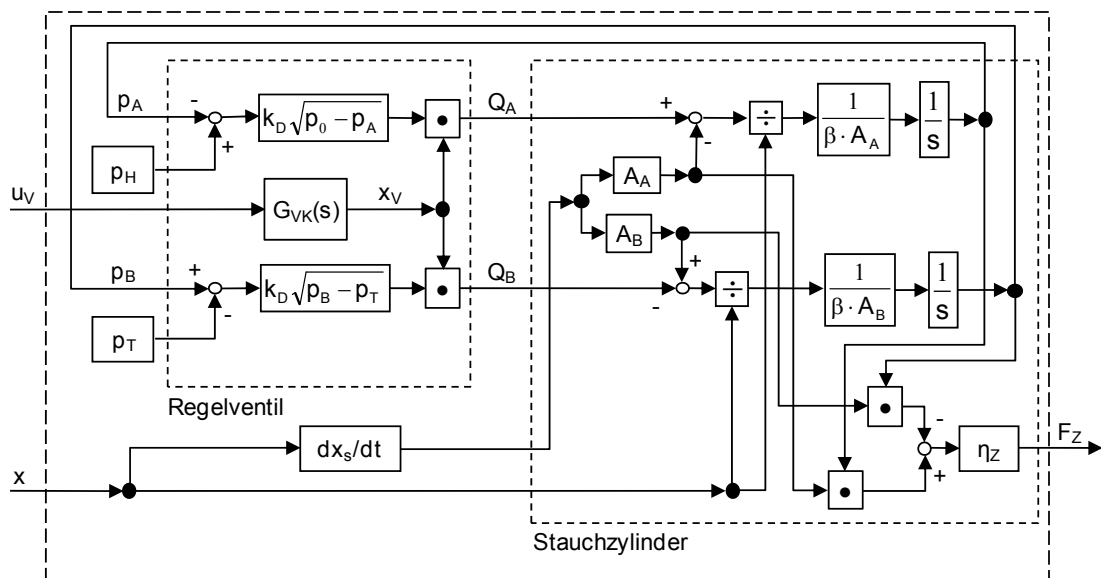 p_A
-
+
k_D √(p_0 − p_A)
•
Q_A
+
-
÷
1/(β · A_A)
1/s
p_H
u_V
G_VK(s)
x_V
A_A
A_B
+
p_B
+
-
k_D √(p_B − p_T)
•
Q_B
-
÷
1/(β · A_B)
1/s
p_T
Regelventil
•
-
dx_s/dt
η_Z
F_Z
x
•
+
Stauchzylinder